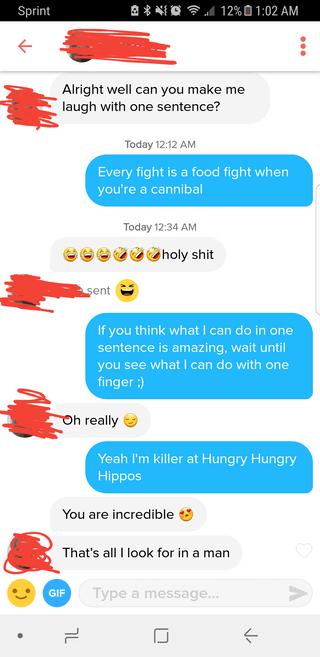 Sprint 12% 1:02 AM
Alright well can you make
me laugh with one sentence?
Today 12:12 AM
Every fight is a food fight when
you're a cannibal
Today 12:34 AM
😂😂😂🤣🤣🤣holy shit
sent 😆
If you think what I can do in one
sentence is amazing, wait until
you see what I can do with one
finger ;)
Oh really 😏
Yeah I'm killer at Hungry Hungry
Hippos
You are incredible 😍
That's all I look for in a man
GIF Type a message...